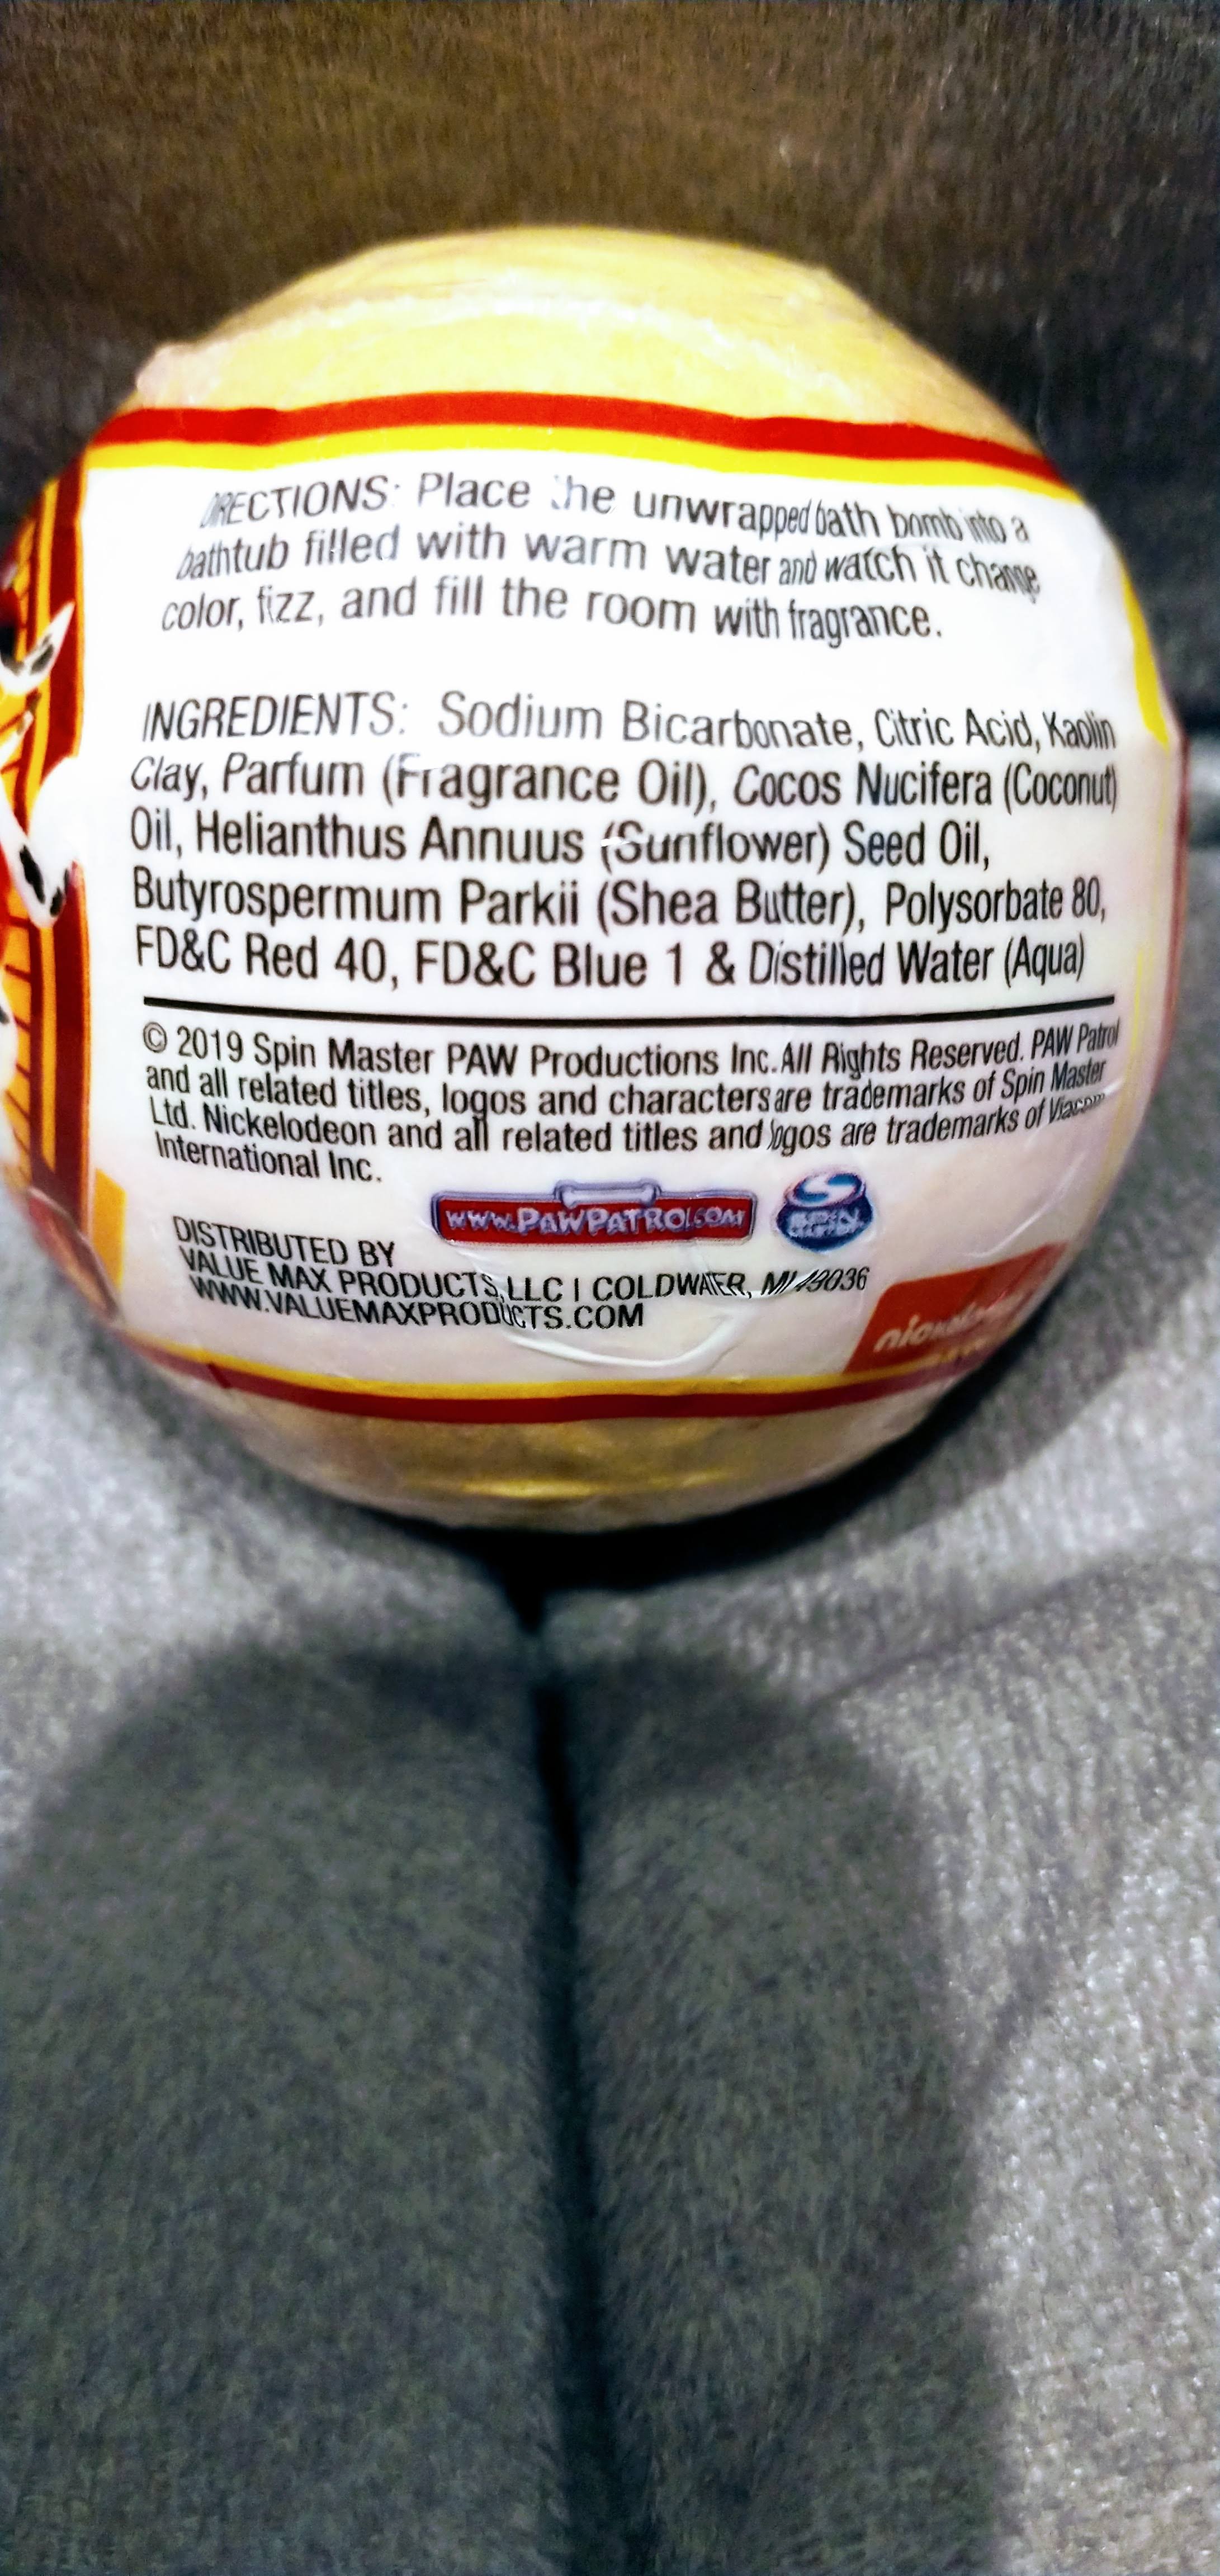 DIRECTIONS: Place the unwrapped bath bomb into a
bathtub filled with warm water and watch it change
color, fizz, and fill the room with fragrance.
INGREDIENTS: Sodium Bicarbonate, Citric Acid, Kaolin
Clay, Parfum (Fragrance Oil), Cocos Nucifera (Coconut)
Oil, Helianthus Annuus (Sunflower) Seed Oil,
Butyrospermum Parkii (Shea Butter), Polysorbate 80,
FD&C Red 40, FD&C Blue 1 & Distilled Water (Aqua)
© 2019 Spin Master PAW Productions Inc. All Rights Reserved. PAW Patrol
and all related titles, logos and characters are trademarks of Spin Master
Ltd. Nickelodeon and all related titles and logos are trademarks of Viacom
International Inc.
WWW.PAWPATROL.COM
SPIN MASTER
DISTRIBUTED BY
VALUE MAX PRODUCTS, LLC | COLDWATER, MI 49036
WWW.VALUEMAXPRODUCTS.COM
nickelodeon